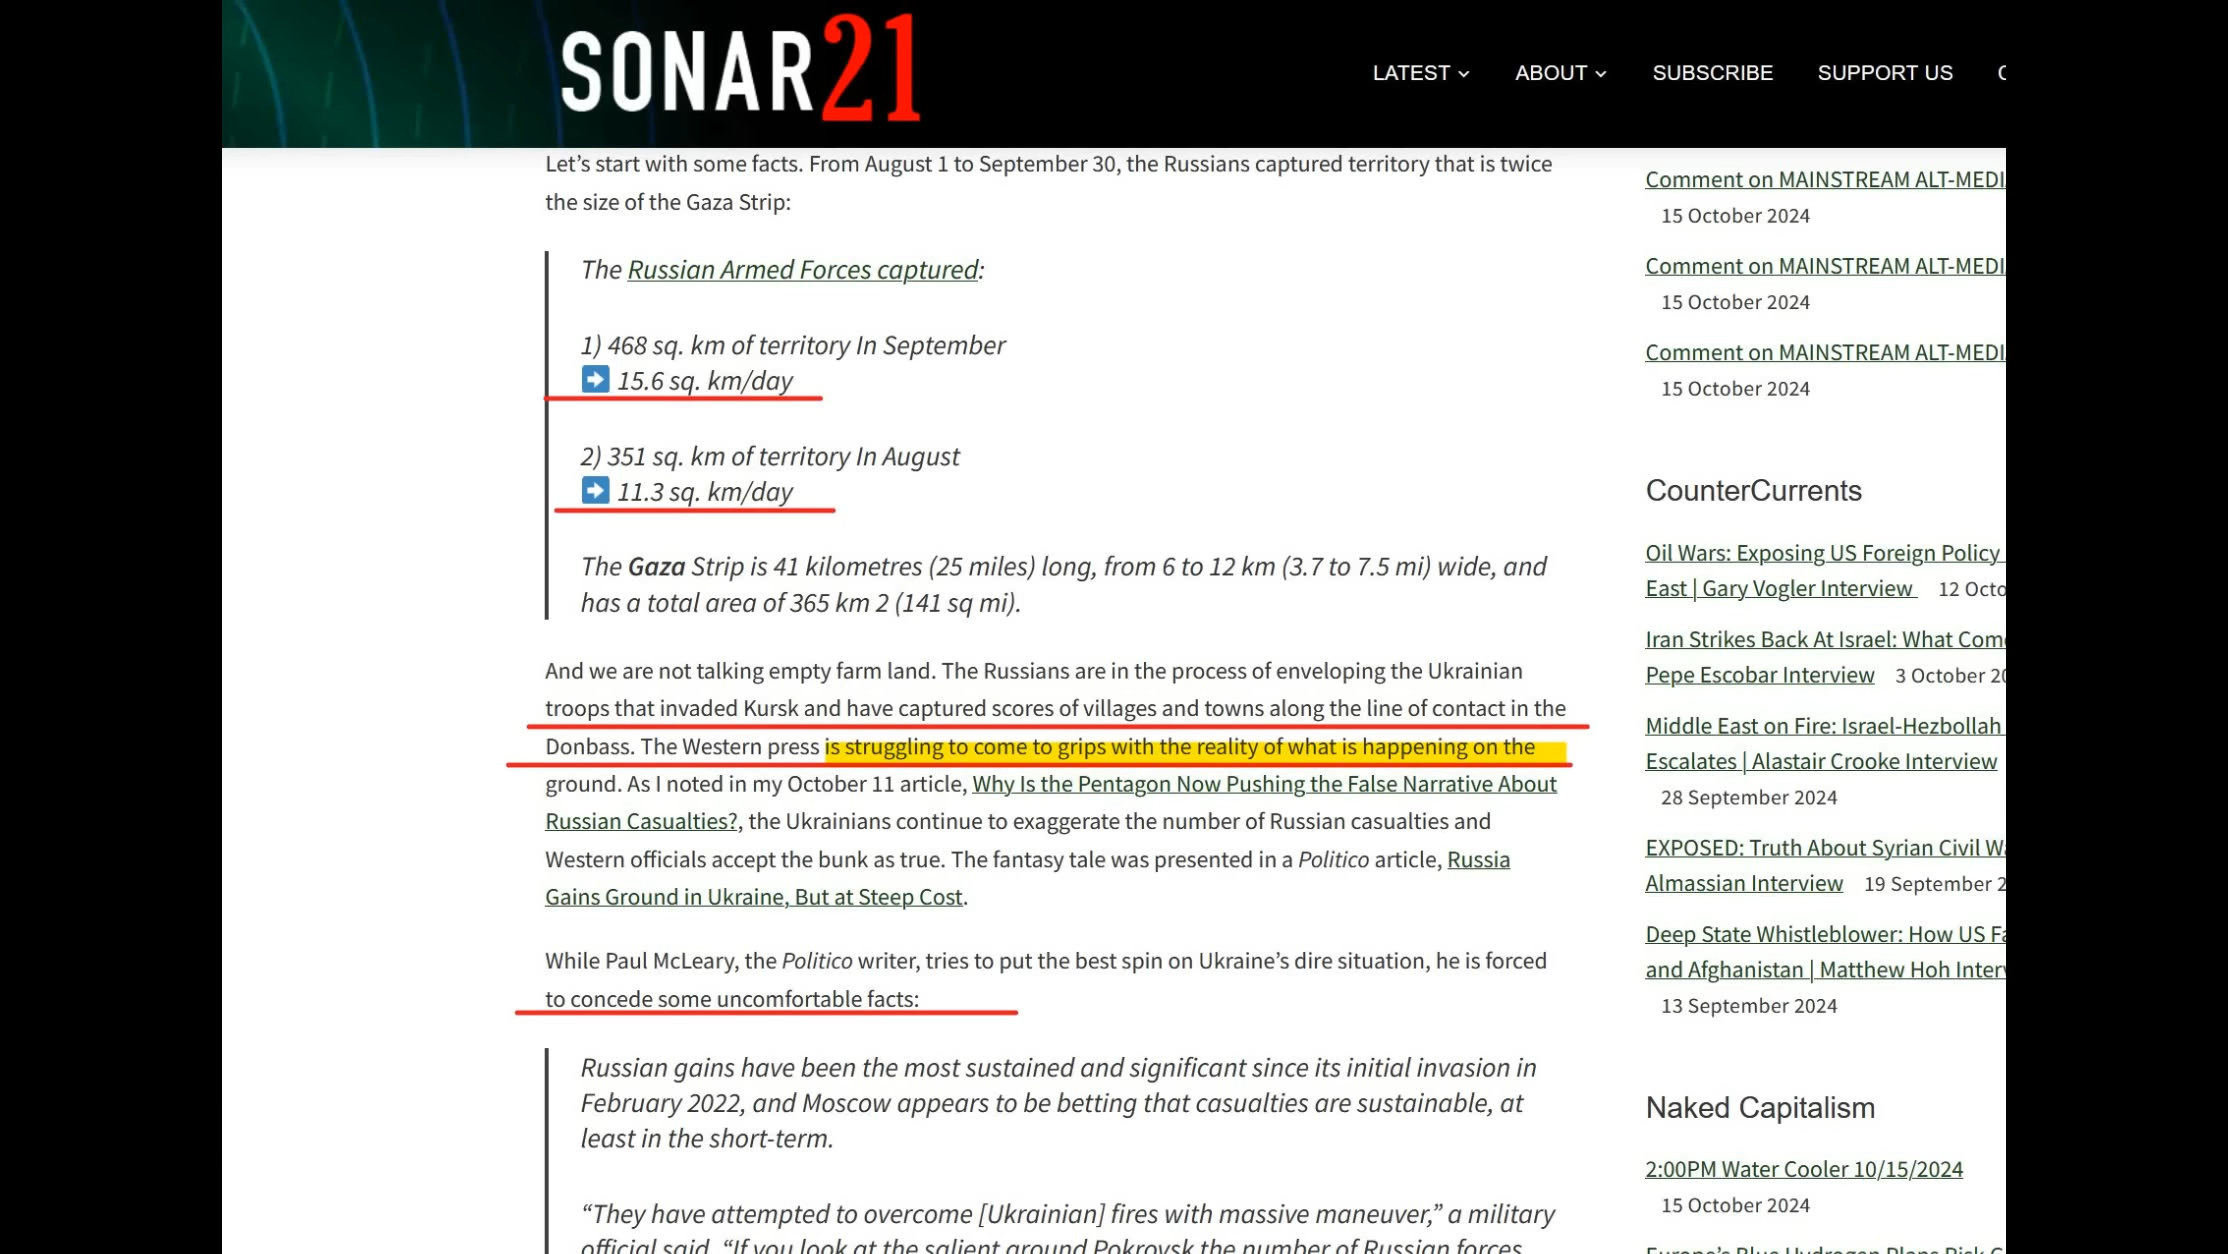 SONAR21
LATEST
ABOUT
SUBSCRIBE
SUPPORT US
Let’s start with some facts. From August 1 to September 30, the Russians captured territory that is twice
the size of the Gaza Strip:
The Russian Armed Forces captured:
1) 468 sq. km of territory In September
➡ 15.6 sq. km/day
2) 351 sq. km of territory In August
➡ 11.3 sq. km/day
The Gaza Strip is 41 kilometres (25 miles) long, from 6 to 12 km (3.7 to 7.5 mi) wide, and
has a total area of 365 km 2 (141 sq mi).
And we are not talking empty farm land. The Russians are in the process of enveloping the Ukrainian
troops that invaded Kursk and have captured scores of villages and towns along the line of contact in the
Donbass. The Western press is struggling to come to grips with the reality of what is happening on the
ground. As I noted in my October 11 article, Why Is the Pentagon Now Pushing the False Narrative About
Russian Casualties?, the Ukrainians continue to exaggerate the number of Russian casualties and
Western officials accept the bunk as true. The fantasy tale was presented in a Politico article, Russia
Gains Ground in Ukraine, But at Steep Cost.
While Paul McLeary, the Politico writer, tries to put the best spin on Ukraine’s dire situation, he is forced
to concede some uncomfortable facts:
Russian gains have been the most sustained and significant since its initial invasion in
February 2022, and Moscow appears to be betting that casualties are sustainable, at
least in the short-term.
“They have attempted to overcome [Ukrainian] fires with massive maneuver,” a military
official said. “If you look at the salient around Pokrovsk the number of Russian forces
Comment on MAINSTREAM ALT-MEDI
15 October 2024
Comment on MAINSTREAM ALT-MEDI
15 October 2024
Comment on MAINSTREAM ALT-MEDI
15 October 2024
CounterCurrents
Oil Wars: Exposing US Foreign Policy
East | Gary Vogler Interview 12 Octo
Iran Strikes Back At Israel: What Com
Pepe Escobar Interview 3 October 20
Middle East on Fire: Israel-Hezbollah
Escalates | Alastair Crooke Interview
28 September 2024
EXPOSED: Truth About Syrian Civil W
Almassian Interview 19 September 2
Deep State Whistleblower: How US Fa
and Afghanistan | Matthew Hoh Inter
13 September 2024
Naked Capitalism
2:00PM Water Cooler 10/15/2024
15 October 2024
Europe’s Blue Hydrogen Plans Risk